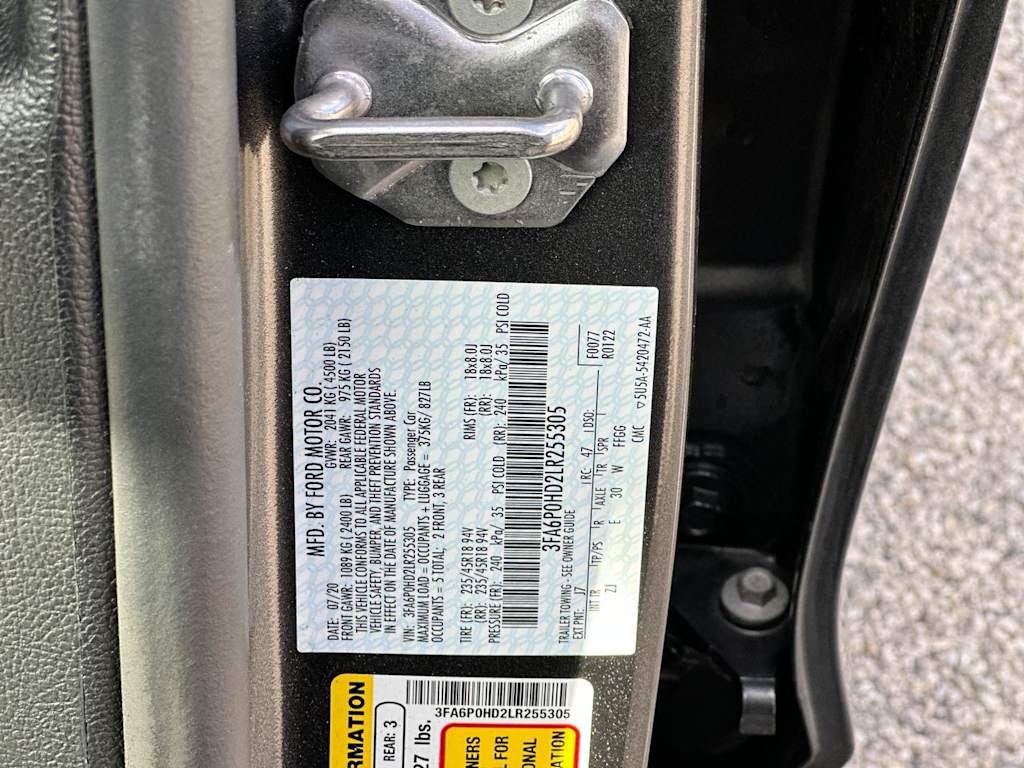 MFD. BY FORD MOTOR CO.
DATE: 07/20 GVWR: 2041 KG ( 4500 LB)
FRONT GAWR: 1089 KG ( 2400 LB) REAR GAWR: 975 KG ( 2150 LB)
THIS VEHICLE CONFORMS TO ALL APPLICABLE FEDERAL MOTOR
VEHICLE SAFETY, BUMPER, AND THEFT PREVENTION STANDARDS
IN EFFECT ON THE DATE OF MANUFACTURE SHOWN ABOVE.
VIN: 3FA6P0HD2LR255305 TYPE: Passenger Car
MAXIMUM LOAD = OCCUPANTS + LUGGAGE = 375KG/ 827LB
OCCUPANTS = 5 TOTAL; 2 FRONT, 3 REAR
TIRE (FR): 235/45R18 94V RIMS (FR): 18x8.0J
(RR): 235/45R18 94V (RR): 18x8.0J
PRESSURE (FR): 240 kPa/ 35 PSI COLD (RR): 240 kPa/ 35 PSI COLD
3FA6P0HD2LR255305
TRAILER TOWING - SEE OWNER GUIDE
F0077
EXT PNT: J7 RC: 47 DSO: R0122
INT TR TP/PS R AXLE TR SPR
ZJ E 30 W FFGG
CMC ▽5U5A-5420472-AA
RMATION
REAR: 3
27 lbs.
3FA6P0HD2LR255305
NERS
L FOR
ONAL
ATION